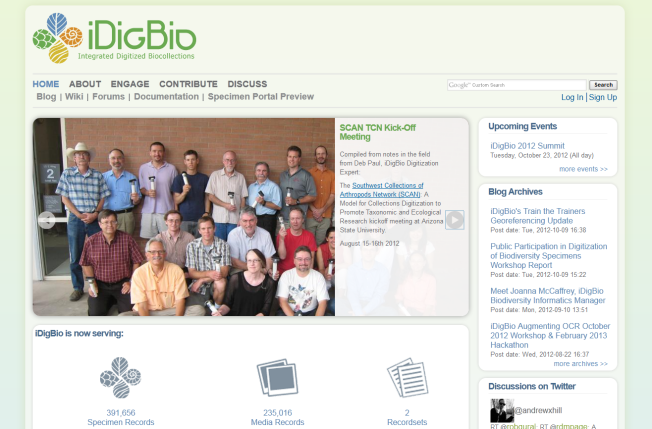 iDigBio
Integrated Digitized Biocollections
HOME ABOUT ENGAGE CONTRIBUTE DISCUSS
Google™ Custom Search
Search
Blog | Wiki | Forums | Documentation | Specimen Portal Preview
Log In | Sign Up
2
SCAN TCN Kick-Off
Meeting
Compiled from notes in the field
from Deb Paul, iDigBio Digitization
Expert:
The Southwest Collections of
Arthropods Network (SCAN): A
Model for Collections Digitization to
Promote Taxonomic and Ecological
Research kickoff meeting at Arizona
State University.
August 15-16th 2012
Upcoming Events
iDigBio 2012 Summit
Tuesday, October 23, 2012 (All day)
more events >>
Blog Archives
iDigBio's Train the Trainers
Georeferencing Update
Post date: Tue, 2012-10-09 16:38
Public Participation in Digitization
of Biodiversity Specimens
Workshop Report
Post date: Tue, 2012-10-09 15:22
Meet Joanna McCaffrey, iDigBio
Biodiversity Informatics Manager
Post date: Mon, 2012-09-10 13:51
iDigBio Augmenting OCR October
2012 Workshop & February 2013
Hackathon
Post date: Wed, 2012-08-22 16:37
more archives >>
iDigBio is now serving:
391,656
Specimen Records
235,016
Media Records
2
Recordsets
Discussions on Twitter
@andrewxhill
RT @robgural: RT @rdmpage: A